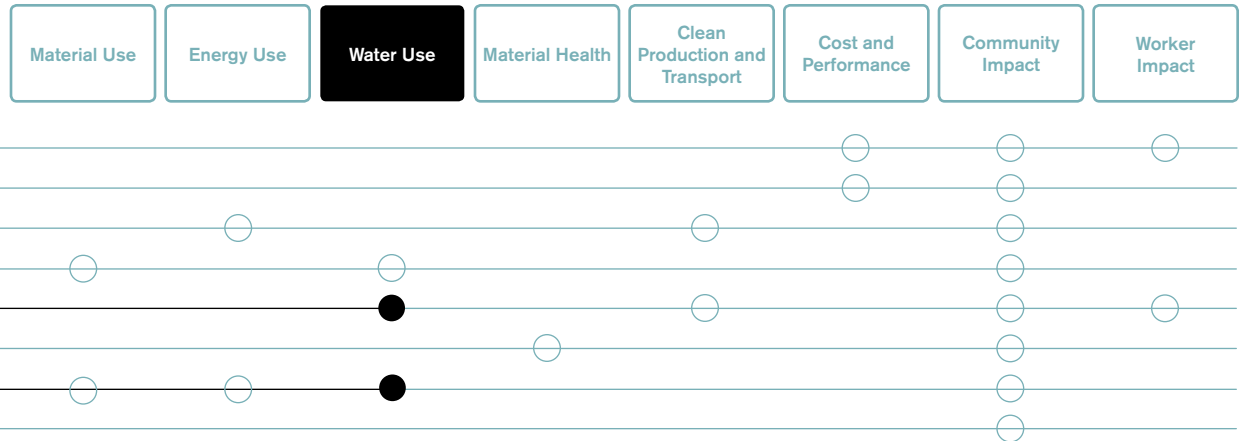 Material Use
Energy Use
Water Use
Material Health
Clean
Production and
Transport
Cost and
Performance
Community
Impact
Worker
Impact